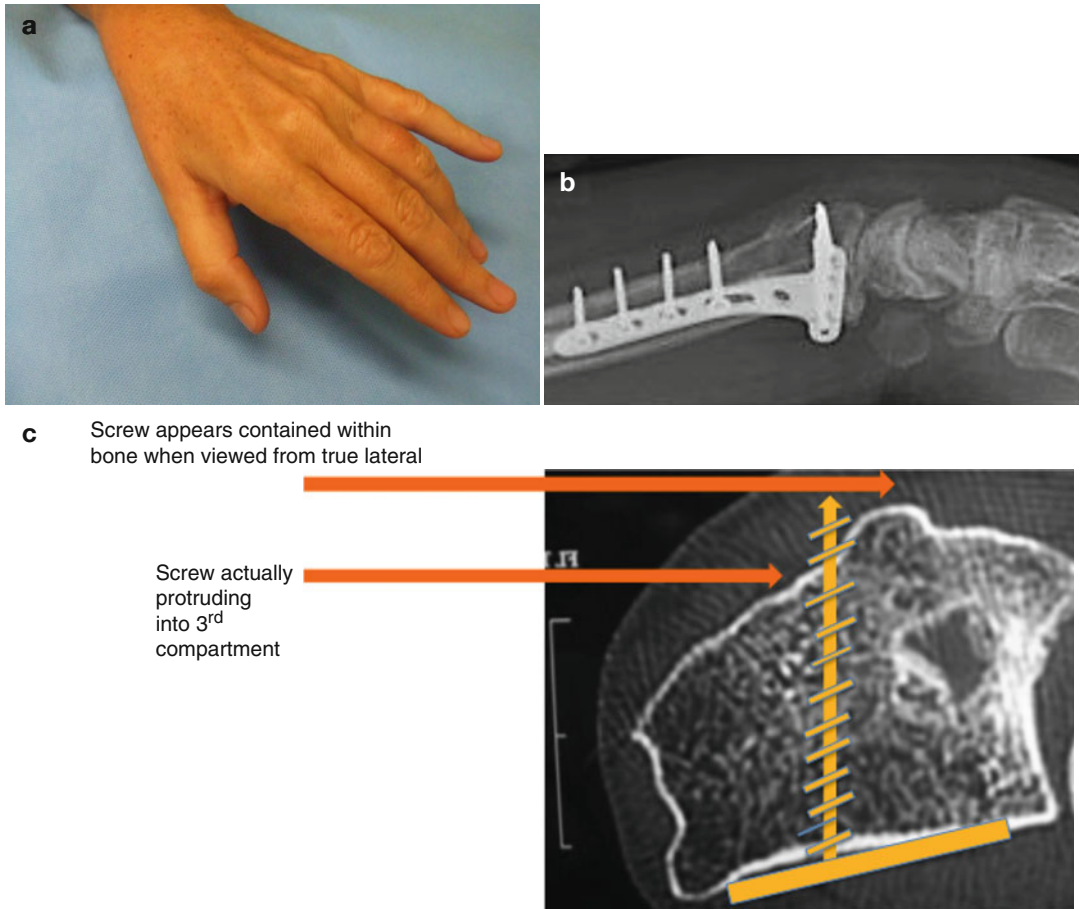 a
b
c
Screw appears contained within
bone when viewed from true lateral
Screw actually
protruding
into 3rd
compartment